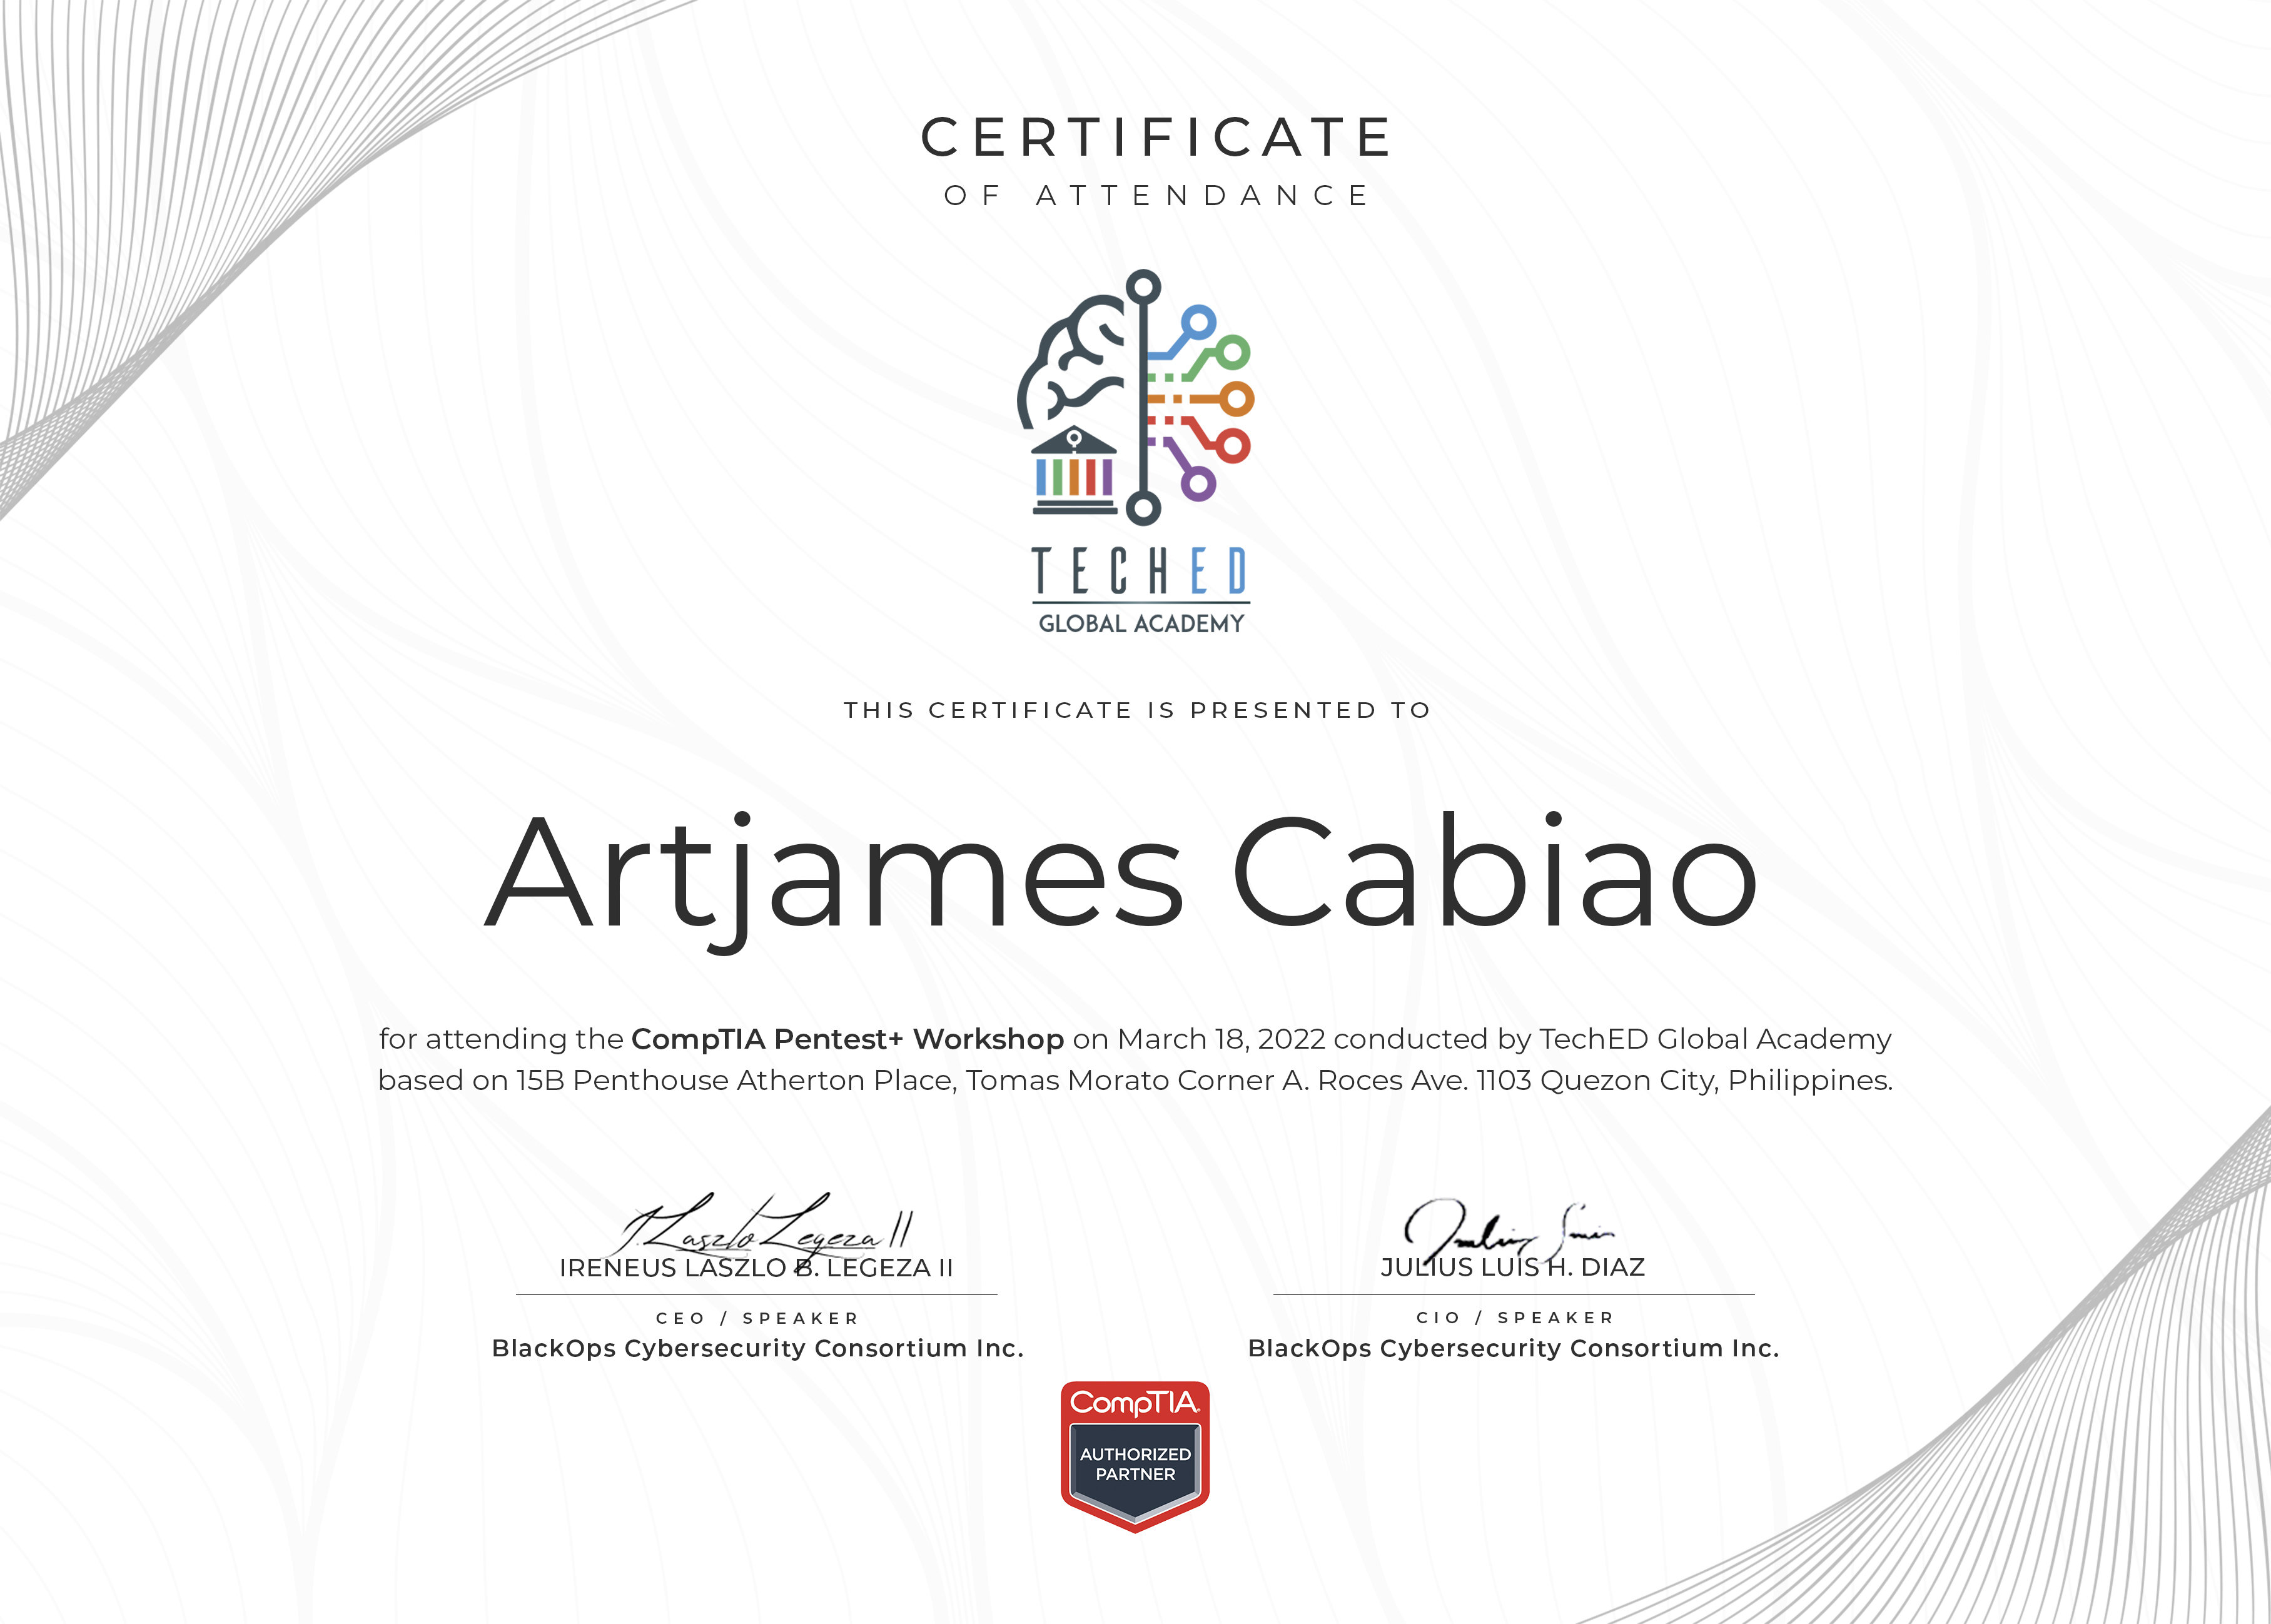 CERTIFICATE
OF ATTENDANCE
TECHED
GLOBAL ACADEMY
THIS CERTIFICATE IS PRESENTED TO
Artjames Cabiao
for attending the CompTIA Pentest+ Workshop on March 18, 2022 conducted by TechED Global Academy
based on 15B Penthouse Atherton Place, Tomas Morato Corner A. Roces Ave. 1103 Quezon City, Philippines.
I. Laszlo Legeza II
IRENEUS LASZLO B. LEGEZA II
CEO / SPEAKER
BlackOps Cybersecurity Consortium Inc.
JULIUS LUIS H. DIAZ
CIO / SPEAKER
BlackOps Cybersecurity Consortium Inc.
CompTIA.
AUTHORIZED
PARTNER